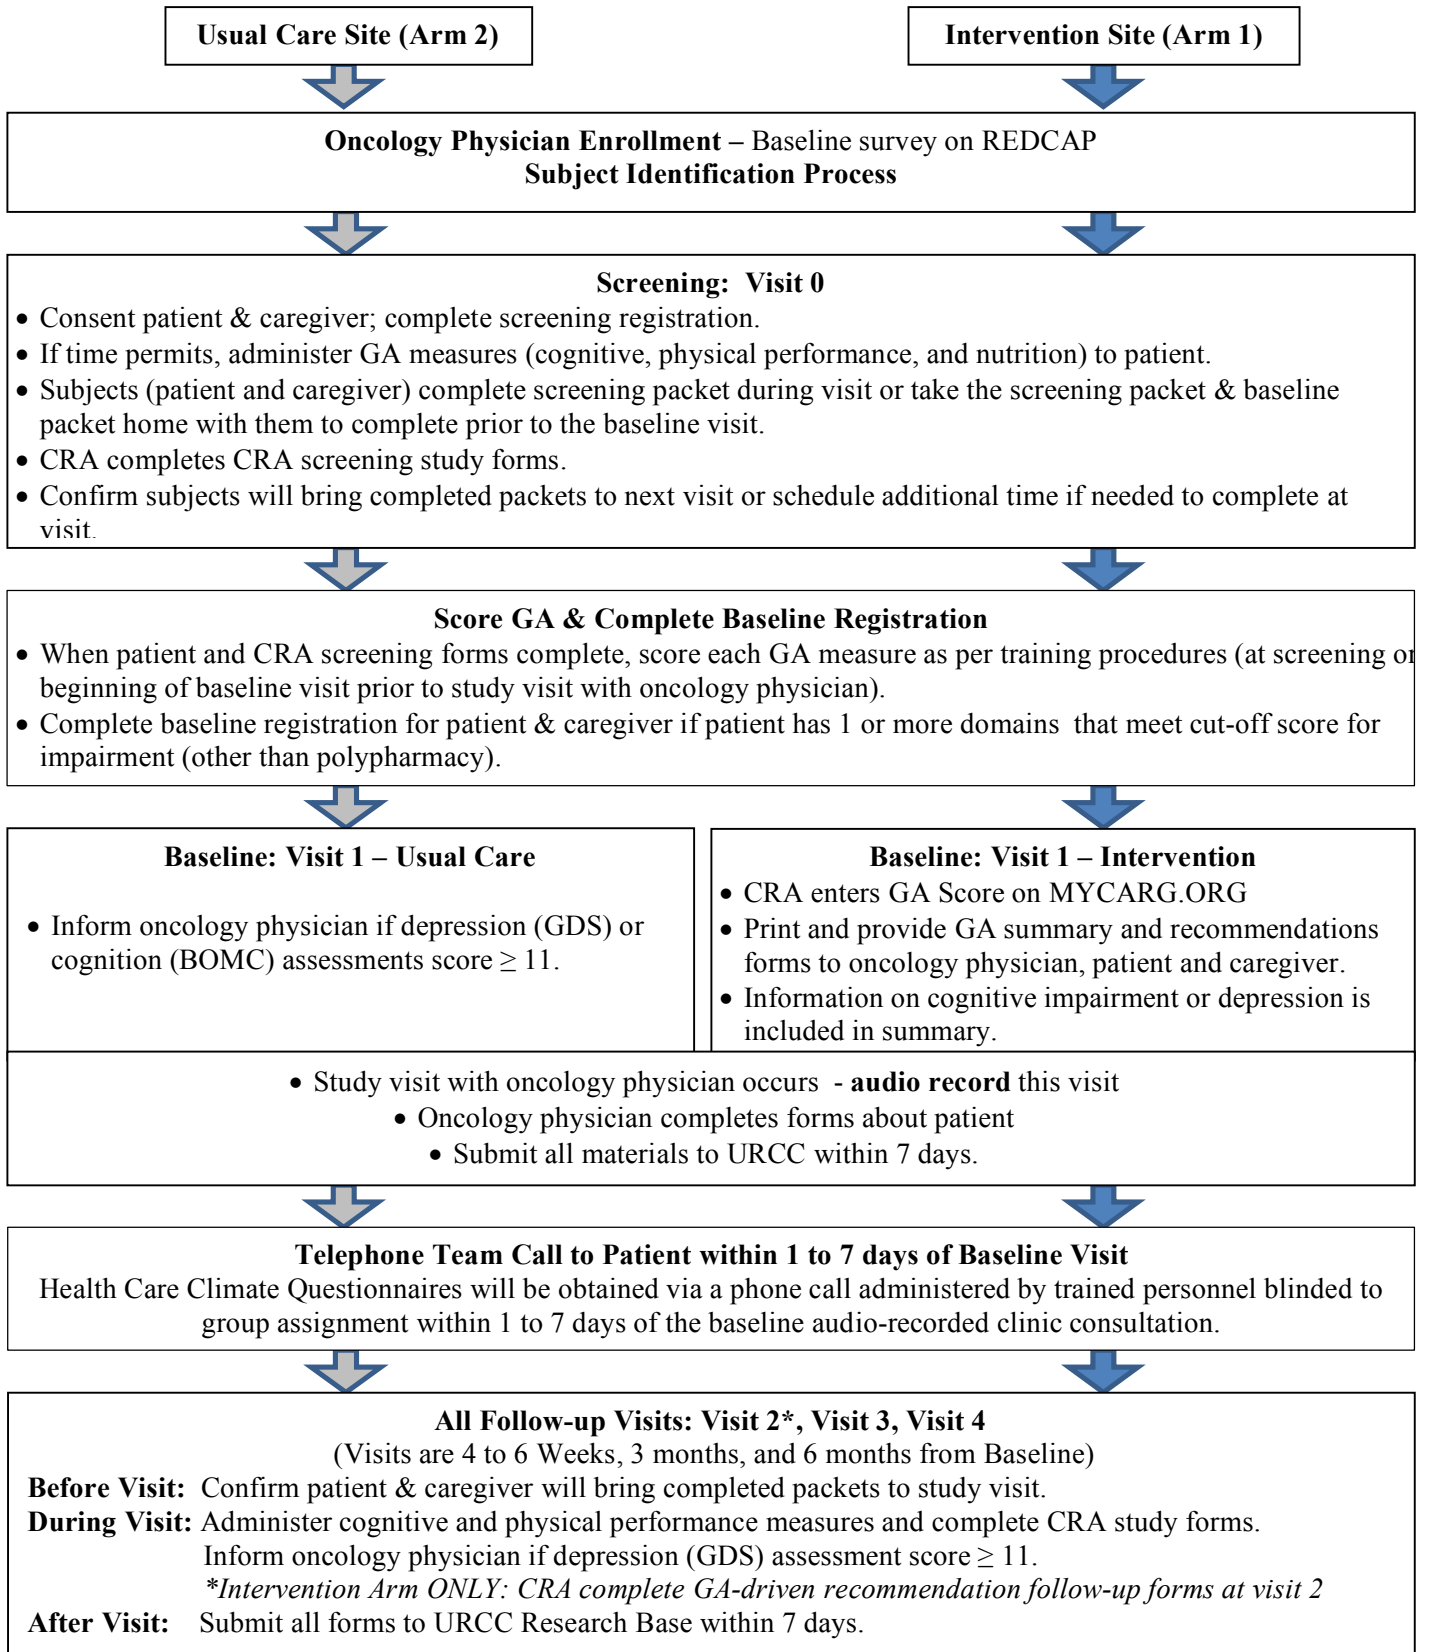 Usual Care Site (Arm 2)
Intervention Site (Arm 1)
Oncology Physician Enrollment – Baseline survey on REDCAP
Subject Identification Process
Screening: Visit 0
• Consent patient & caregiver; complete screening registration.
• If time permits, administer GA measures (cognitive, physical performance, and nutrition) to patient.
• Subjects (patient and caregiver) complete screening packet during visit or take the screening packet & baseline
packet home with them to complete prior to the baseline visit.
• CRA completes CRA screening study forms.
• Confirm subjects will bring completed packets to next visit or schedule additional time if needed to complete at
visit.
Score GA & Complete Baseline Registration
• When patient and CRA screening forms complete, score each GA measure as per training procedures (at screening or
beginning of baseline visit prior to study visit with oncology physician).
• Complete baseline registration for patient & caregiver if patient has 1 or more domains that meet cut-off score for
impairment (other than polypharmacy).
Baseline: Visit 1 – Usual Care
• Inform oncology physician if depression (GDS) or
cognition (BOMC) assessments score ≥ 11.
Baseline: Visit 1 – Intervention
• CRA enters GA Score on MYCARG.ORG
• Print and provide GA summary and recommendations
forms to oncology physician, patient and caregiver.
• Information on cognitive impairment or depression is
included in summary.
• Study visit with oncology physician occurs - audio record this visit
• Oncology physician completes forms about patient
• Submit all materials to URCC within 7 days.
Telephone Team Call to Patient within 1 to 7 days of Baseline Visit
Health Care Climate Questionnaires will be obtained via a phone call administered by trained personnel blinded to
group assignment within 1 to 7 days of the baseline audio-recorded clinic consultation.
All Follow-up Visits: Visit 2*, Visit 3, Visit 4
(Visits are 4 to 6 Weeks, 3 months, and 6 months from Baseline)
Before Visit: Confirm patient & caregiver will bring completed packets to study visit.
During Visit: Administer cognitive and physical performance measures and complete CRA study forms.
Inform oncology physician if depression (GDS) assessment score ≥ 11.
*Intervention Arm ONLY: CRA complete GA-driven recommendation follow-up forms at visit 2
After Visit: Submit all forms to URCC Research Base within 7 days.